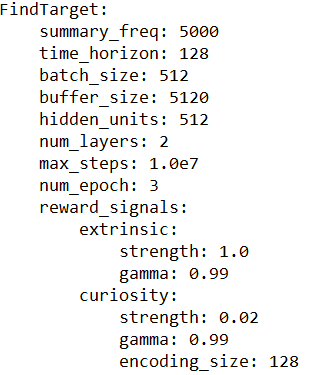 FindTarget:
    summary_freq: 5000
    time_horizon: 128
    batch_size: 512
    buffer_size: 5120
    hidden_units: 512
    num_layers: 2
    max_steps: 1.0e7
    num_epoch: 3
    reward_signals:
        extrinsic:
            strength: 1.0
            gamma: 0.99
        curiosity:
            strength: 0.02
            gamma: 0.99
            encoding_size: 128